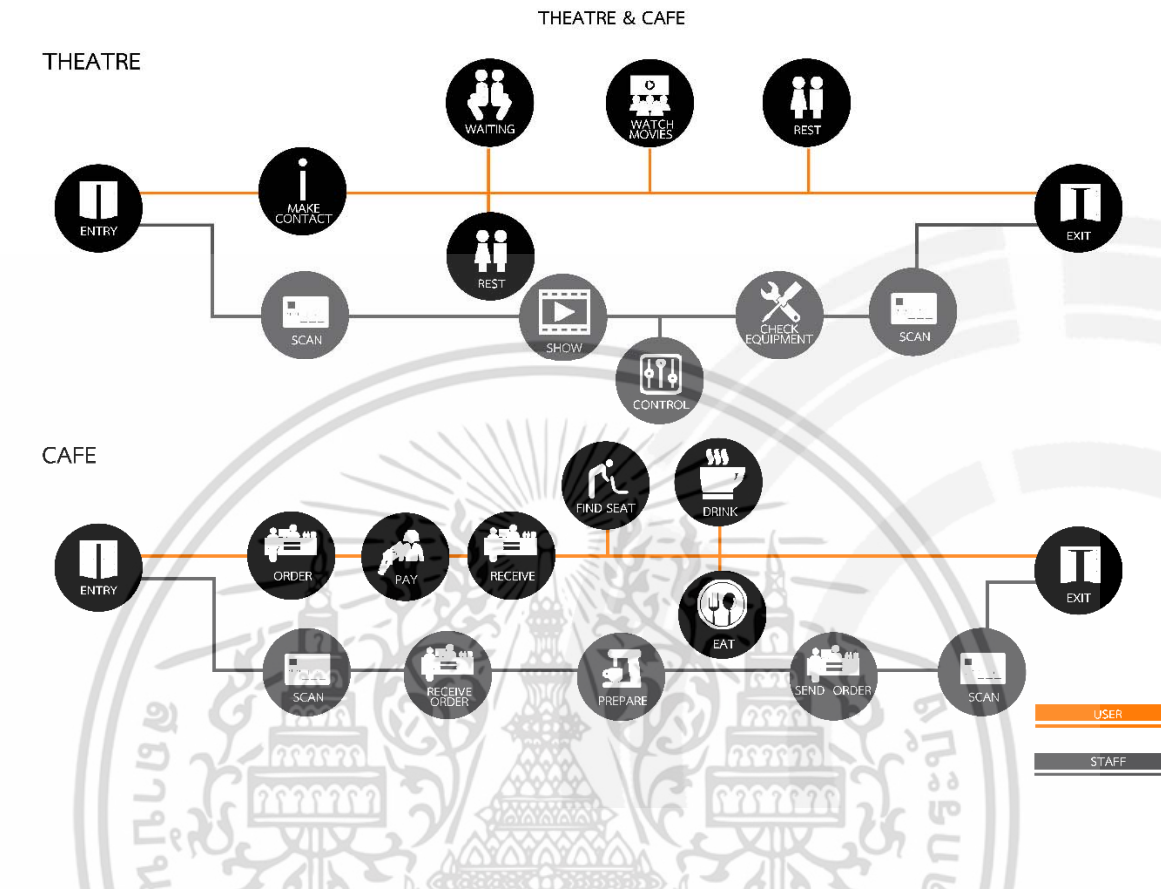 THEATRE & CAFE
THEATRE
WAITING
WATCH
MOVIES
REST
ENTRY
MAKE
CONTACT
REST
EXIT
SCAN
SHOW
CONTROL
CHECK
EQUIPMENT
SCAN
CAFE
FIND SEAT
DRINK
ENTRY
ORDER
PAY
RECEIVE
EAT
EXIT
SCAN
RECEIVE
ORDER
PREPARE
SEND ORDER
SCAN
USER
STAFF